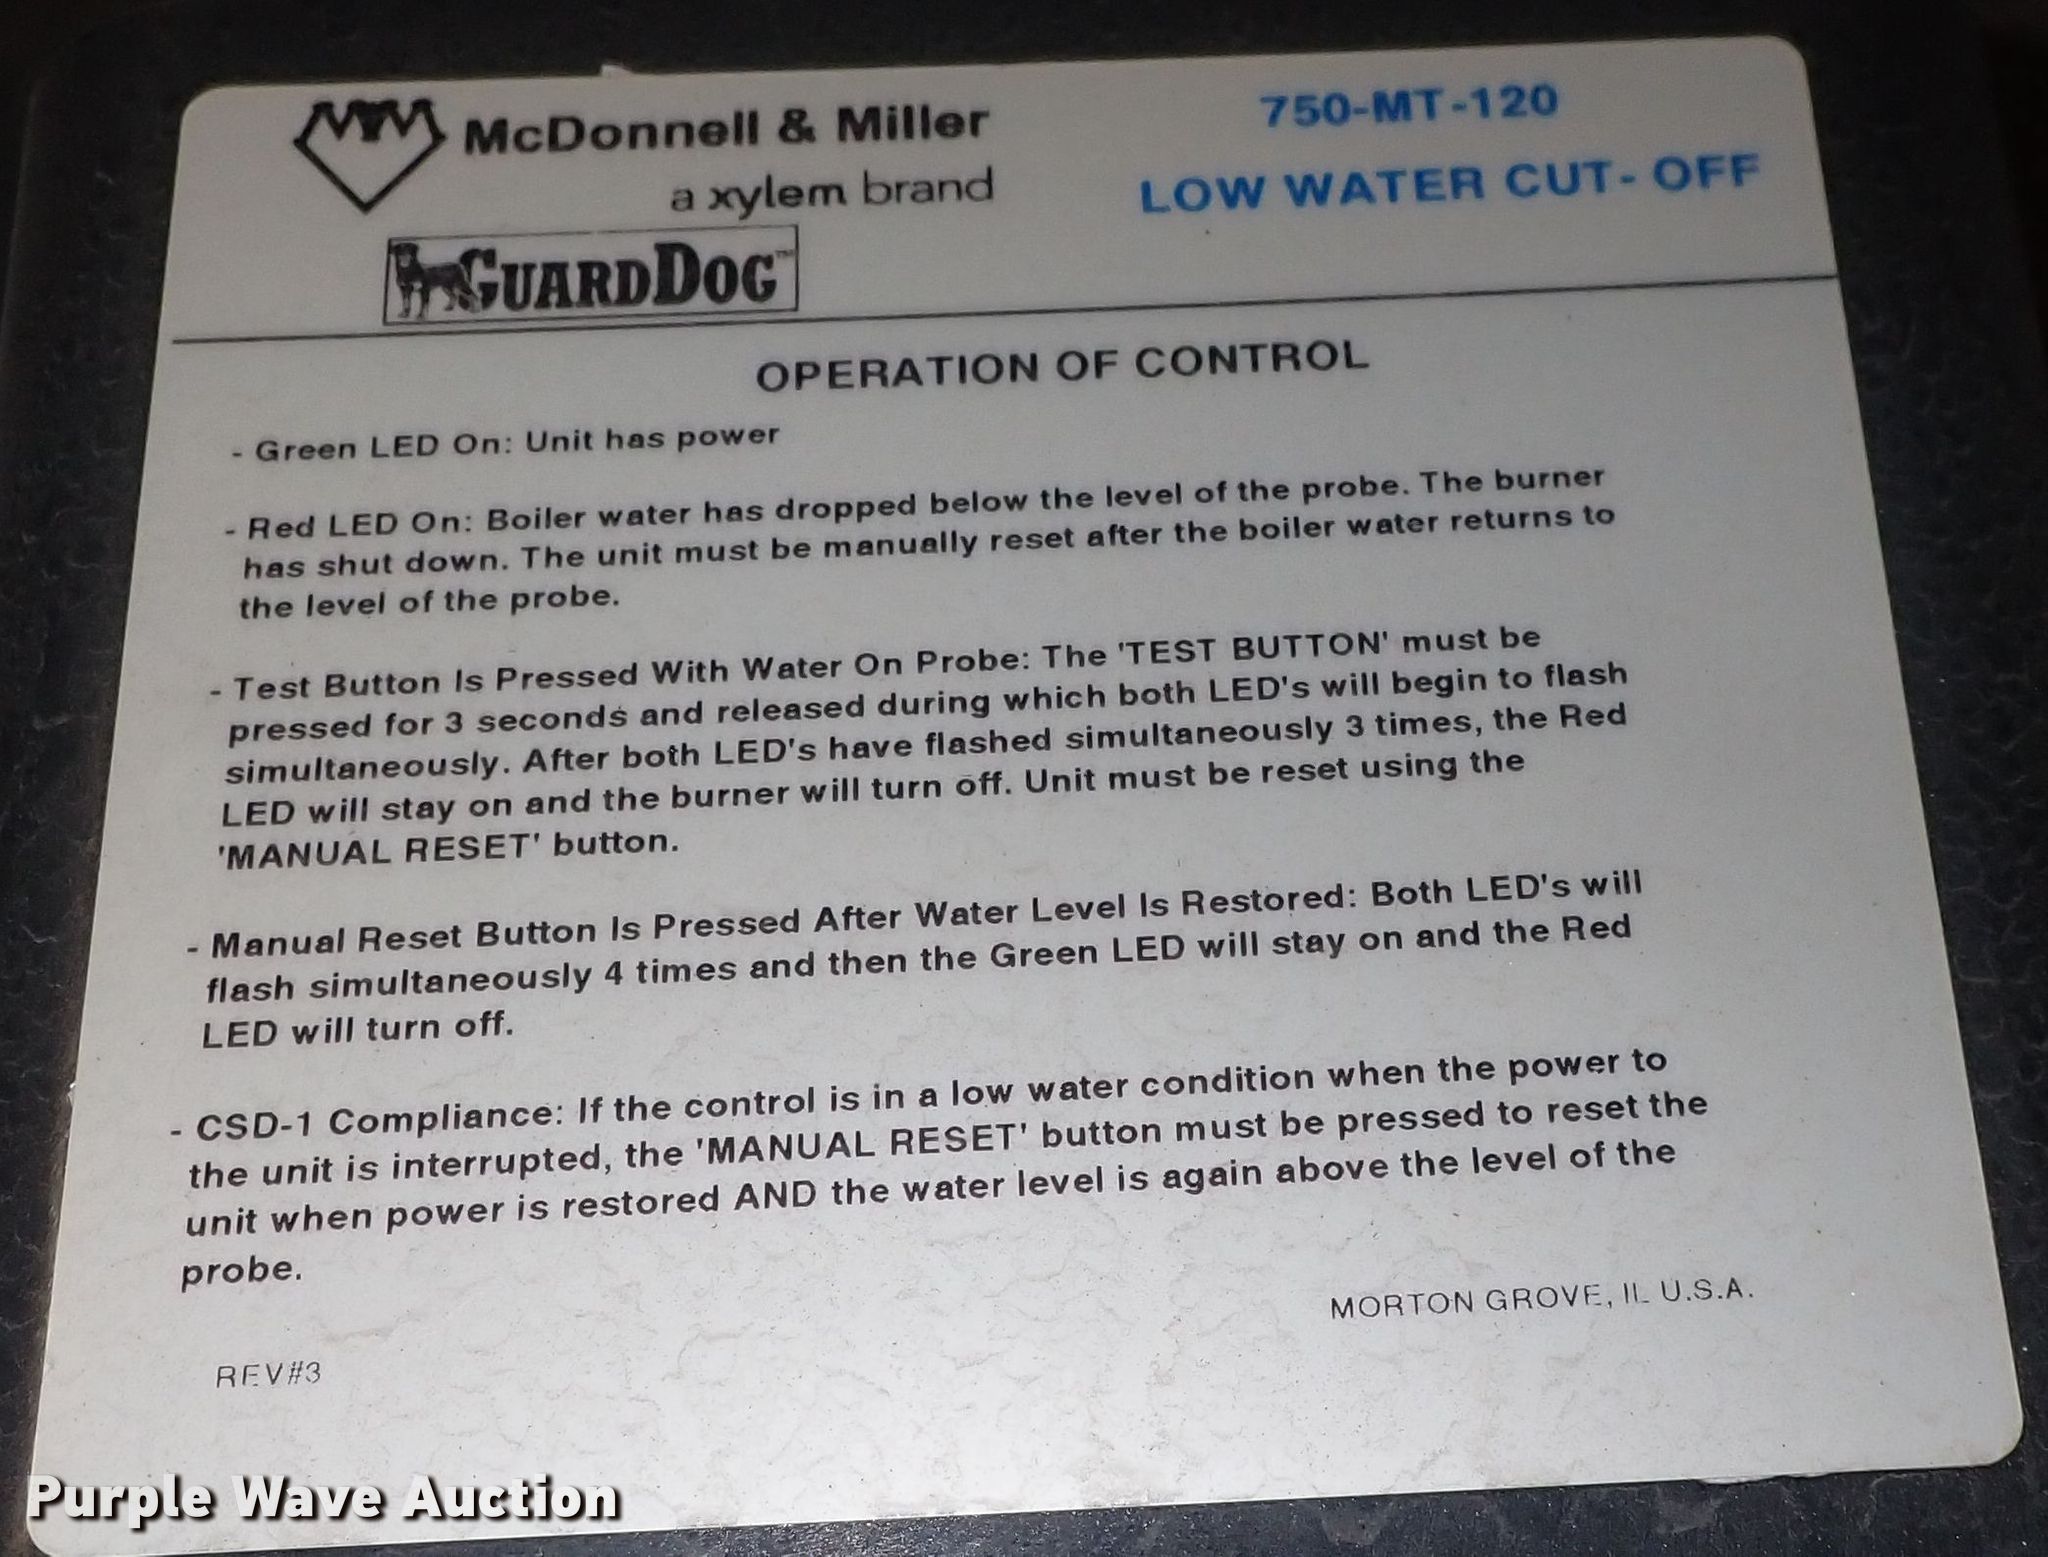 McDonnell & Miller
a xylem brand
GUARDDOG™
750-MT-120
LOW WATER CUT- OFF
OPERATION OF CONTROL
- Green LED On: Unit has power
- Red LED On: Boiler water has dropped below the level of the probe. The burner
has shut down. The unit must be manually reset after the boiler water returns to
the level of the probe.
- Test Button Is Pressed With Water On Probe: The 'TEST BUTTON' must be
pressed for 3 seconds and released during which both LED's will begin to flash
simultaneously. After both LED's have flashed simultaneously 3 times, the Red
LED will stay on and the burner will turn off. Unit must be reset using the
'MANUAL RESET' button.
- Manual Reset Button Is Pressed After Water Level Is Restored: Both LED's will
flash simultaneously 4 times and then the Green LED will stay on and the Red
LED will turn off.
- CSD-1 Compliance: If the control is in a low water condition when the power to
the unit is interrupted, the 'MANUAL RESET' button must be pressed to reset the
unit when power is restored AND the water level is again above the level of the
probe.
MORTON GROVE, IL U.S.A.
REV#3
Purple Wave Auction